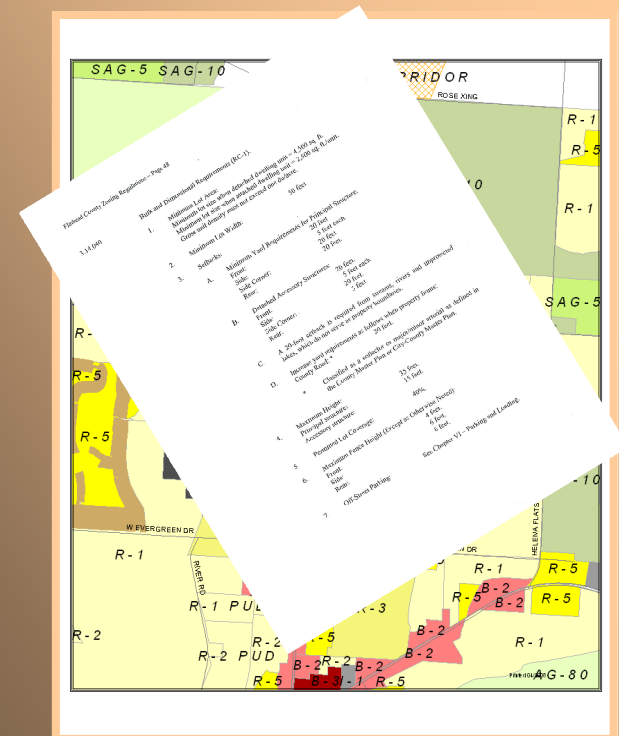 SAG-5 SAG-10
RRIDOR
ROSE XING
R-1
R-5
10
R-1
SAG-5
R-
R-5
R-5
-10
W EVERGREEN DR
DR
HELENA FLATS
R-1
RIVER RD
R-1
R-5
B-2
R-5
B-2
R-5
R-1 PUD
R-3
R-2
R-2
R-5
B-2
R-1
R-2 PUD
B-2
R-2
B-2
B-2
R-5
B-3
I-1
R-5
AG-80
Flathead County Zoning Regulations – Page 48
3.14.040
Bulk and Dimensional Requirements (RC-1).
1. Minimum Lot Area:
Minimum lot size when detached dwelling unit = 4,500 sq. ft.
Minimum lot size when attached dwelling unit = 2,500 sq. ft./unit.
Gross unit density must not exceed one du/acre.
2. Minimum Lot Width: 50 feet
3. Setbacks:
A. Minimum Yard Requirements for Principal Structure:
Front: 20 feet
Side: 5 feet each.
Side Corner: 20 feet
Rear: 20 feet.
B. Detached Accessory Structures:
Front: 20 feet.
Side: 5 feet each
Side Corner: 20 feet.
Rear: 5 feet
C A 20-foot setback is required from streams, rivers and unprotected
lakes, which do not serve as property boundaries.
D. Increase yard requirements as follows when property fronts:
County Road: * 20 feet.
* Classified as a collector or major/minor arterial as defined in
the County Master Plan or City-County Master Plan.
4. Maximum Height:
Principal Structure: 35 feet.
Accessory structure: 15 feet.
5 Permitted Lot Coverage: 40%.
6. Maximum Fence Height (Except as Otherwise Noted):
Front: 4 feet.
Side: 6 feet.
Rear: 6 feet.
7 Off-Street Parking See Chapter VI – Parking and Loading.